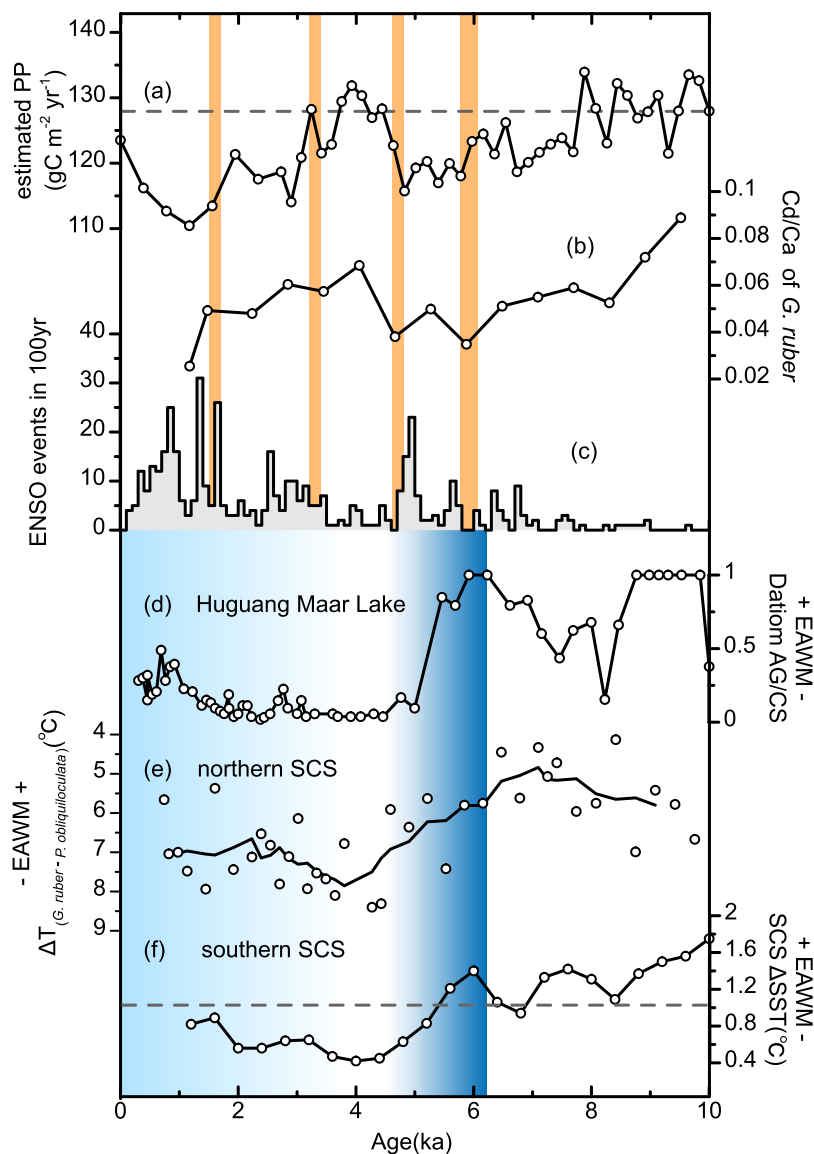 140
130
120
110
estimated PP
(gC m⁻² yr⁻¹)
(a)
0.1
0.08
0.06
0.04
0.02
Cd/Ca of G. ruber
(b)
40
30
20
10
0
ENSO events in 100yr
(c)
(d) Huguang Maar Lake
1
0.5
0
+ EAWM -
Datiom AG/CS
4
5
6
7
8
9
- EAWM +
ΔT(G. ruber - P. obliquiloculata)(°C)
(e) northern SCS
(f) southern SCS
2
1.6
1.2
0.8
0.4
+ EAWM -
SCS ΔSST(°C)
0 2 4 6 8 10
Age(ka)